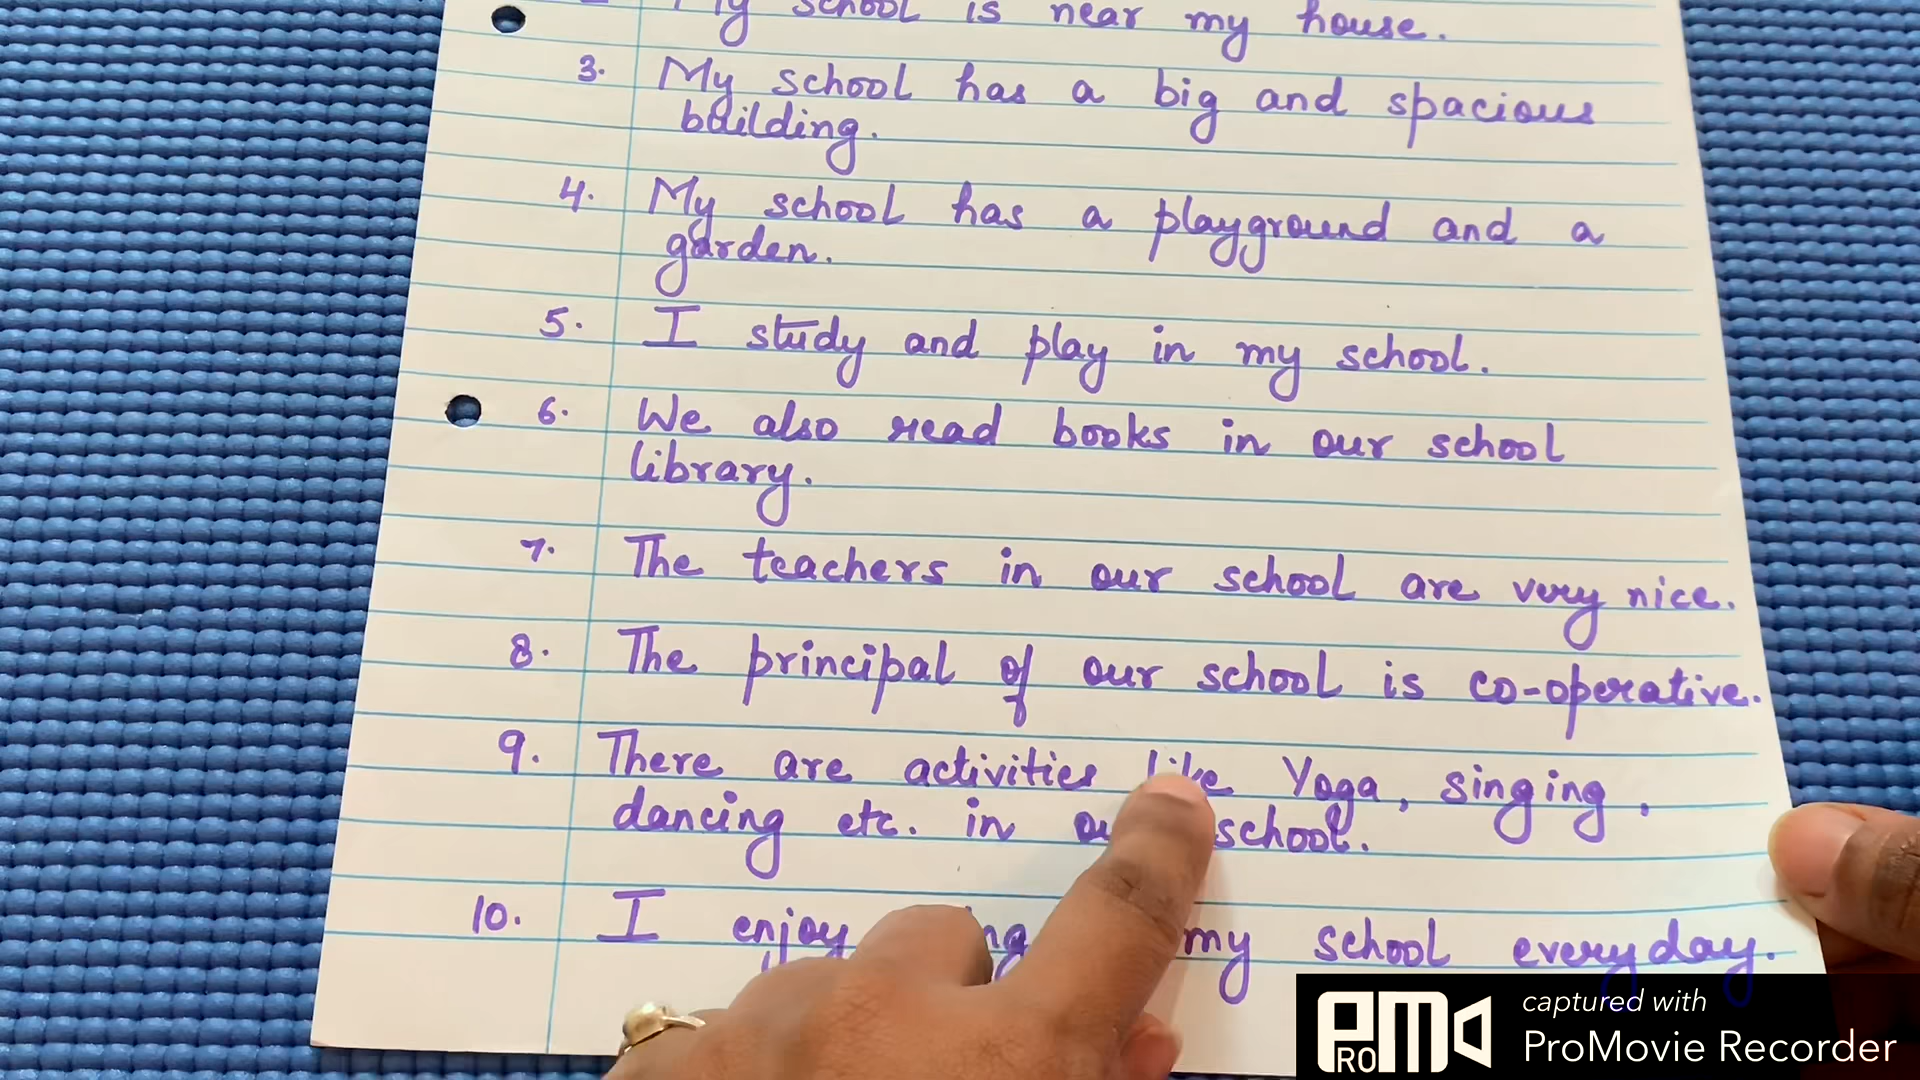 My school is near my house.
3. My school has a big and spacious
building.
4. My school has a playground and a
garden.
5. I study and play in my school.
6. We also read books in our school
library.
7. The teachers in our school are very nice.
8. The principal of our school is co-operative.
9. There are activities like Yoga, singing,
dancing etc. in school.
10. I enjoy my school everyday.
captured with
PRO
ProMovie Recorder